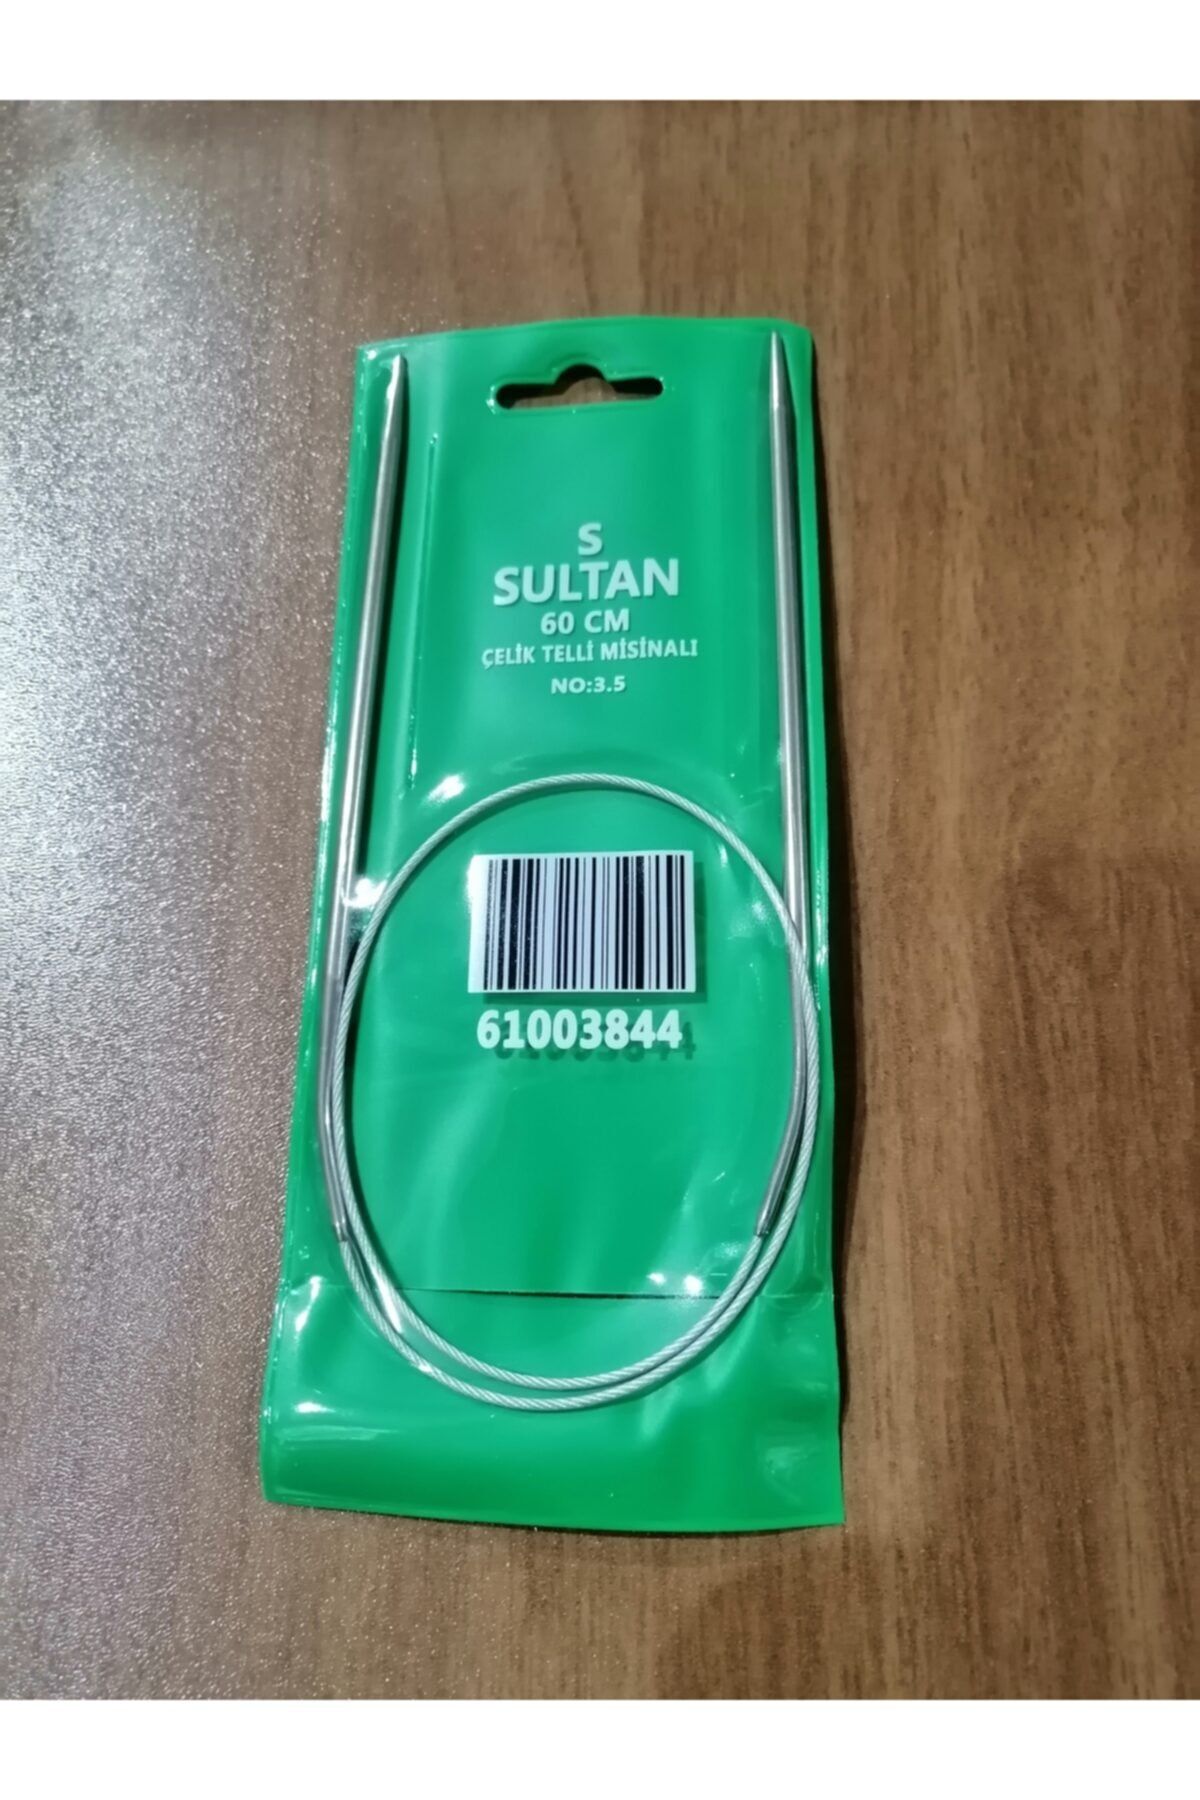 S
SULTAN
60 CM
ÇELİK TELLİ MİSİNALI
NO:3.5
61003844